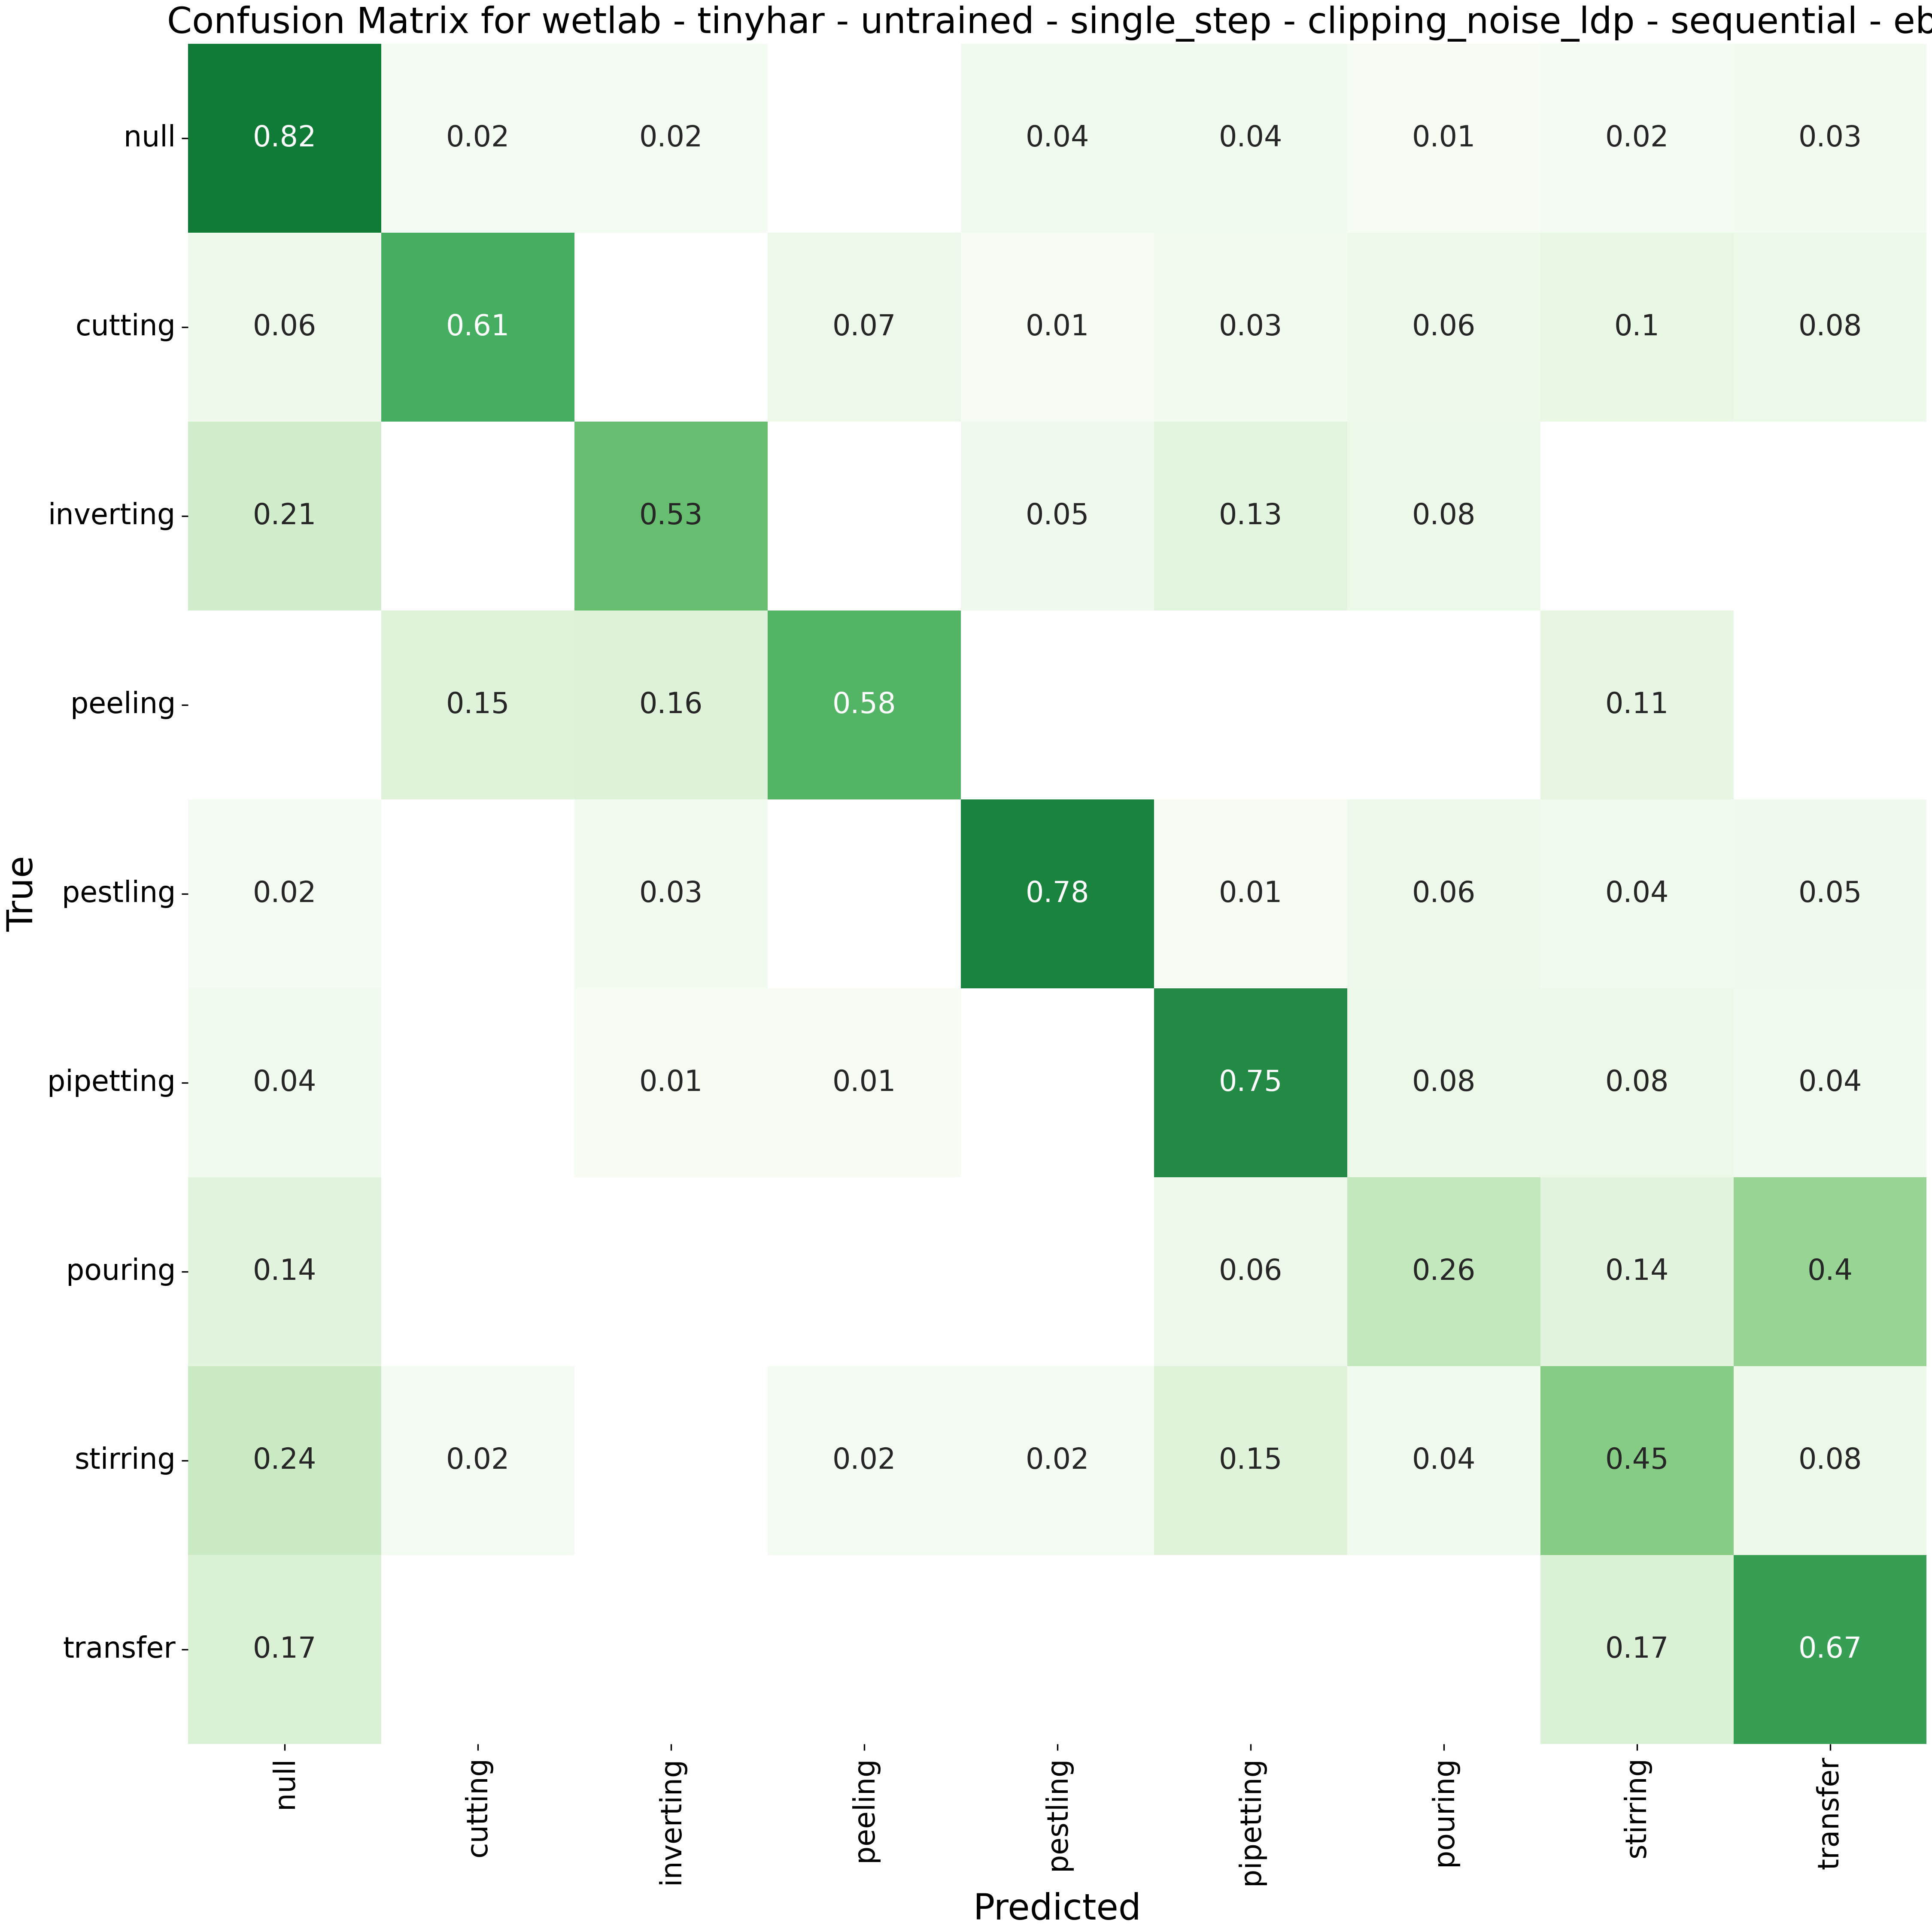 Confusion Matrix for wetlab - tinyhar - untrained - single_step - clipping_noise_ldp - sequential - eb
null 0.82 0.02 0.02 0.04 0.04 0.01 0.02 0.03
cutting 0.06 0.61 0.07 0.01 0.03 0.06 0.1 0.08
inverting 0.21 0.53 0.05 0.13 0.08
peeling 0.15 0.16 0.58 0.11
pestling 0.02 0.03 0.78 0.01 0.06 0.04 0.05
pipetting 0.04 0.01 0.01 0.75 0.08 0.08 0.04
pouring 0.14 0.06 0.26 0.14 0.4
stirring 0.24 0.02 0.02 0.02 0.15 0.04 0.45 0.08
transfer 0.17 0.17 0.67
True
null cutting inverting peeling pestling pipetting pouring stirring transfer
Predicted